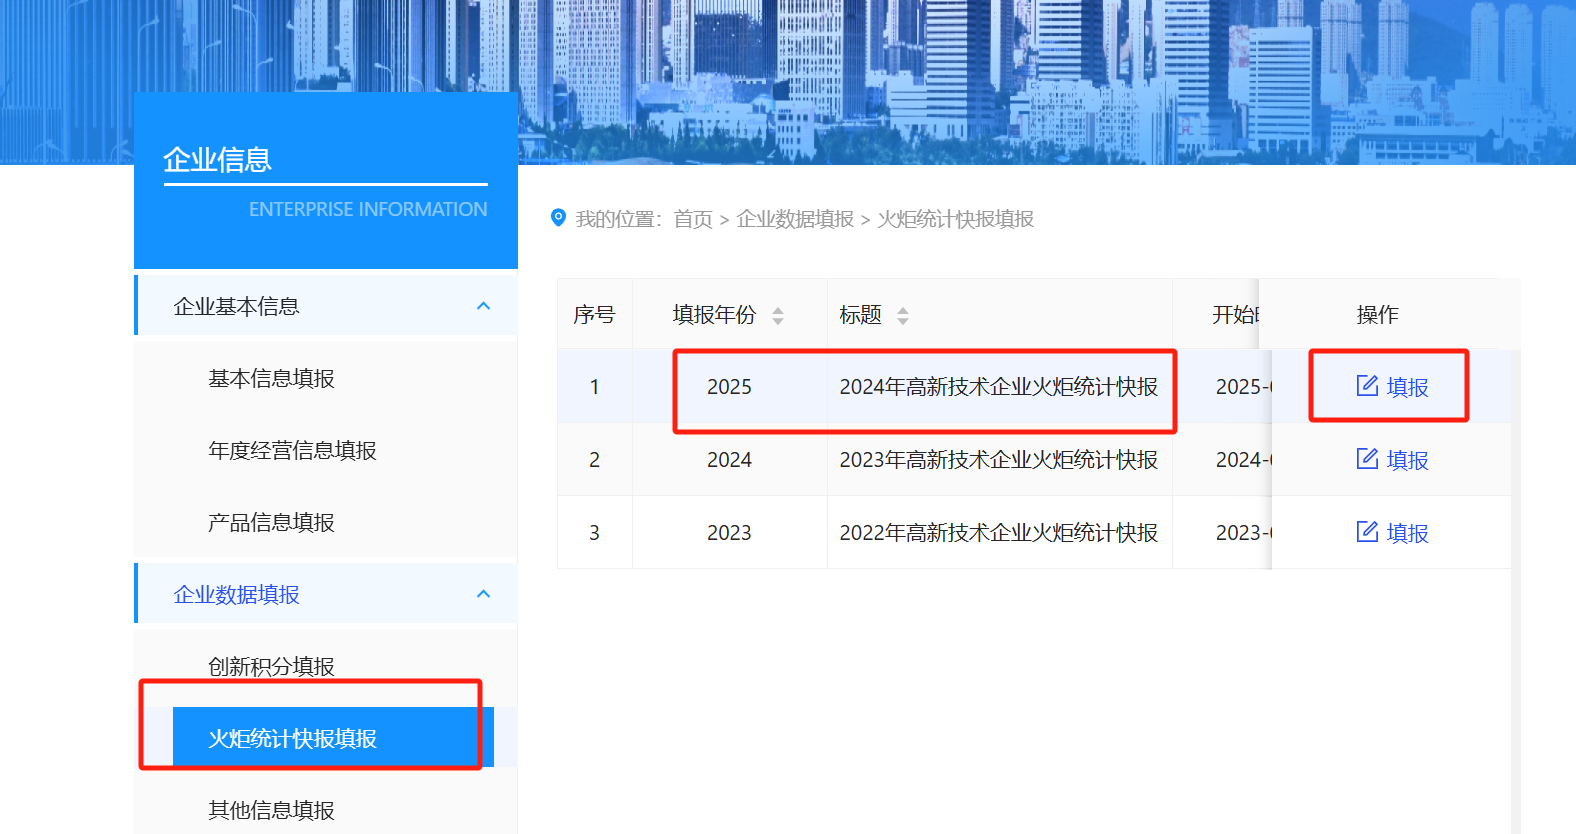 企业信息
ENTERPRISE INFORMATION
我的位置：首页 > 企业数据填报 > 火炬统计快报填报
企业基本信息
基本信息填报
年度经营信息填报
产品信息填报
企业数据填报
创新积分填报
火炬统计快报填报
其他信息填报
序号 填报年份 标题 开始 操作
1 2025 2024年高新技术企业火炬统计快报 2025- 填报
2 2024 2023年高新技术企业火炬统计快报 2024- 填报
3 2023 2022年高新技术企业火炬统计快报 2023- 填报